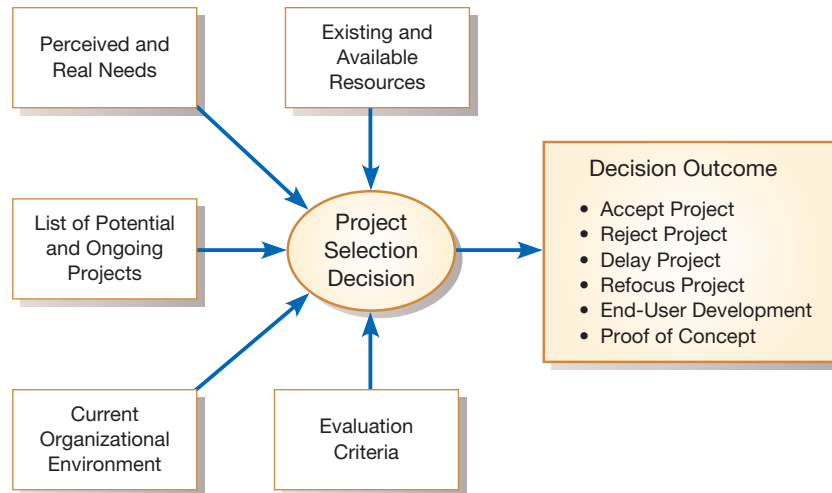 Perceived and
Real Needs
Existing and
Available
Resources
List of Potential
and Ongoing
Projects
Project
Selection
Decision
Current
Organizational
Environment
Evaluation
Criteria
Decision Outcome
• Accept Project
• Reject Project
• Delay Project
• Refocus Project
• End-User Development
• Proof of Concept